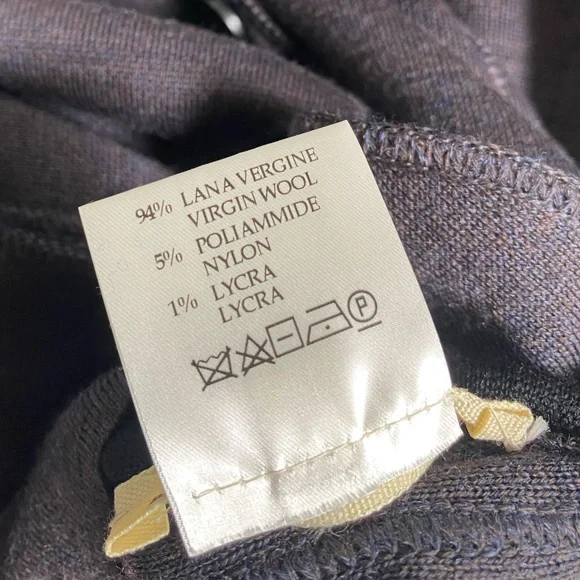 94% LANA VERGINE
VIRGIN WOOL
5% POLIAMMIDE
NYLON
1% LYCRA
LYCRA
P